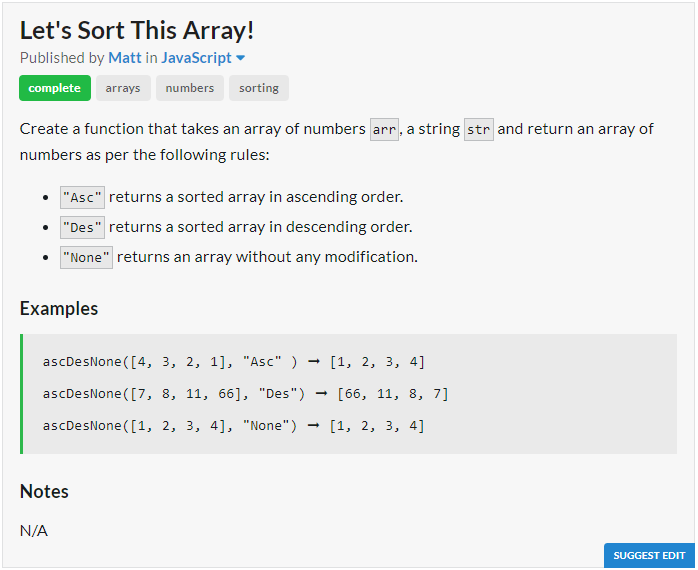 Let's Sort This Array!
Published by Matt in JavaScript
complete arrays numbers sorting
Create a function that takes an array of numbers arr, a string str and return an array of
numbers as per the following rules:
• "Asc" returns a sorted array in ascending order.
• "Des" returns a sorted array in descending order.
• "None" returns an array without any modification.
Examples
ascDesNone([4, 3, 2, 1], "Asc" ) ➞ [1, 2, 3, 4]
ascDesNone([7, 8, 11, 66], "Des") ➞ [66, 11, 8, 7]
ascDesNone([1, 2, 3, 4], "None") ➞ [1, 2, 3, 4]
Notes
N/A
SUGGEST EDIT